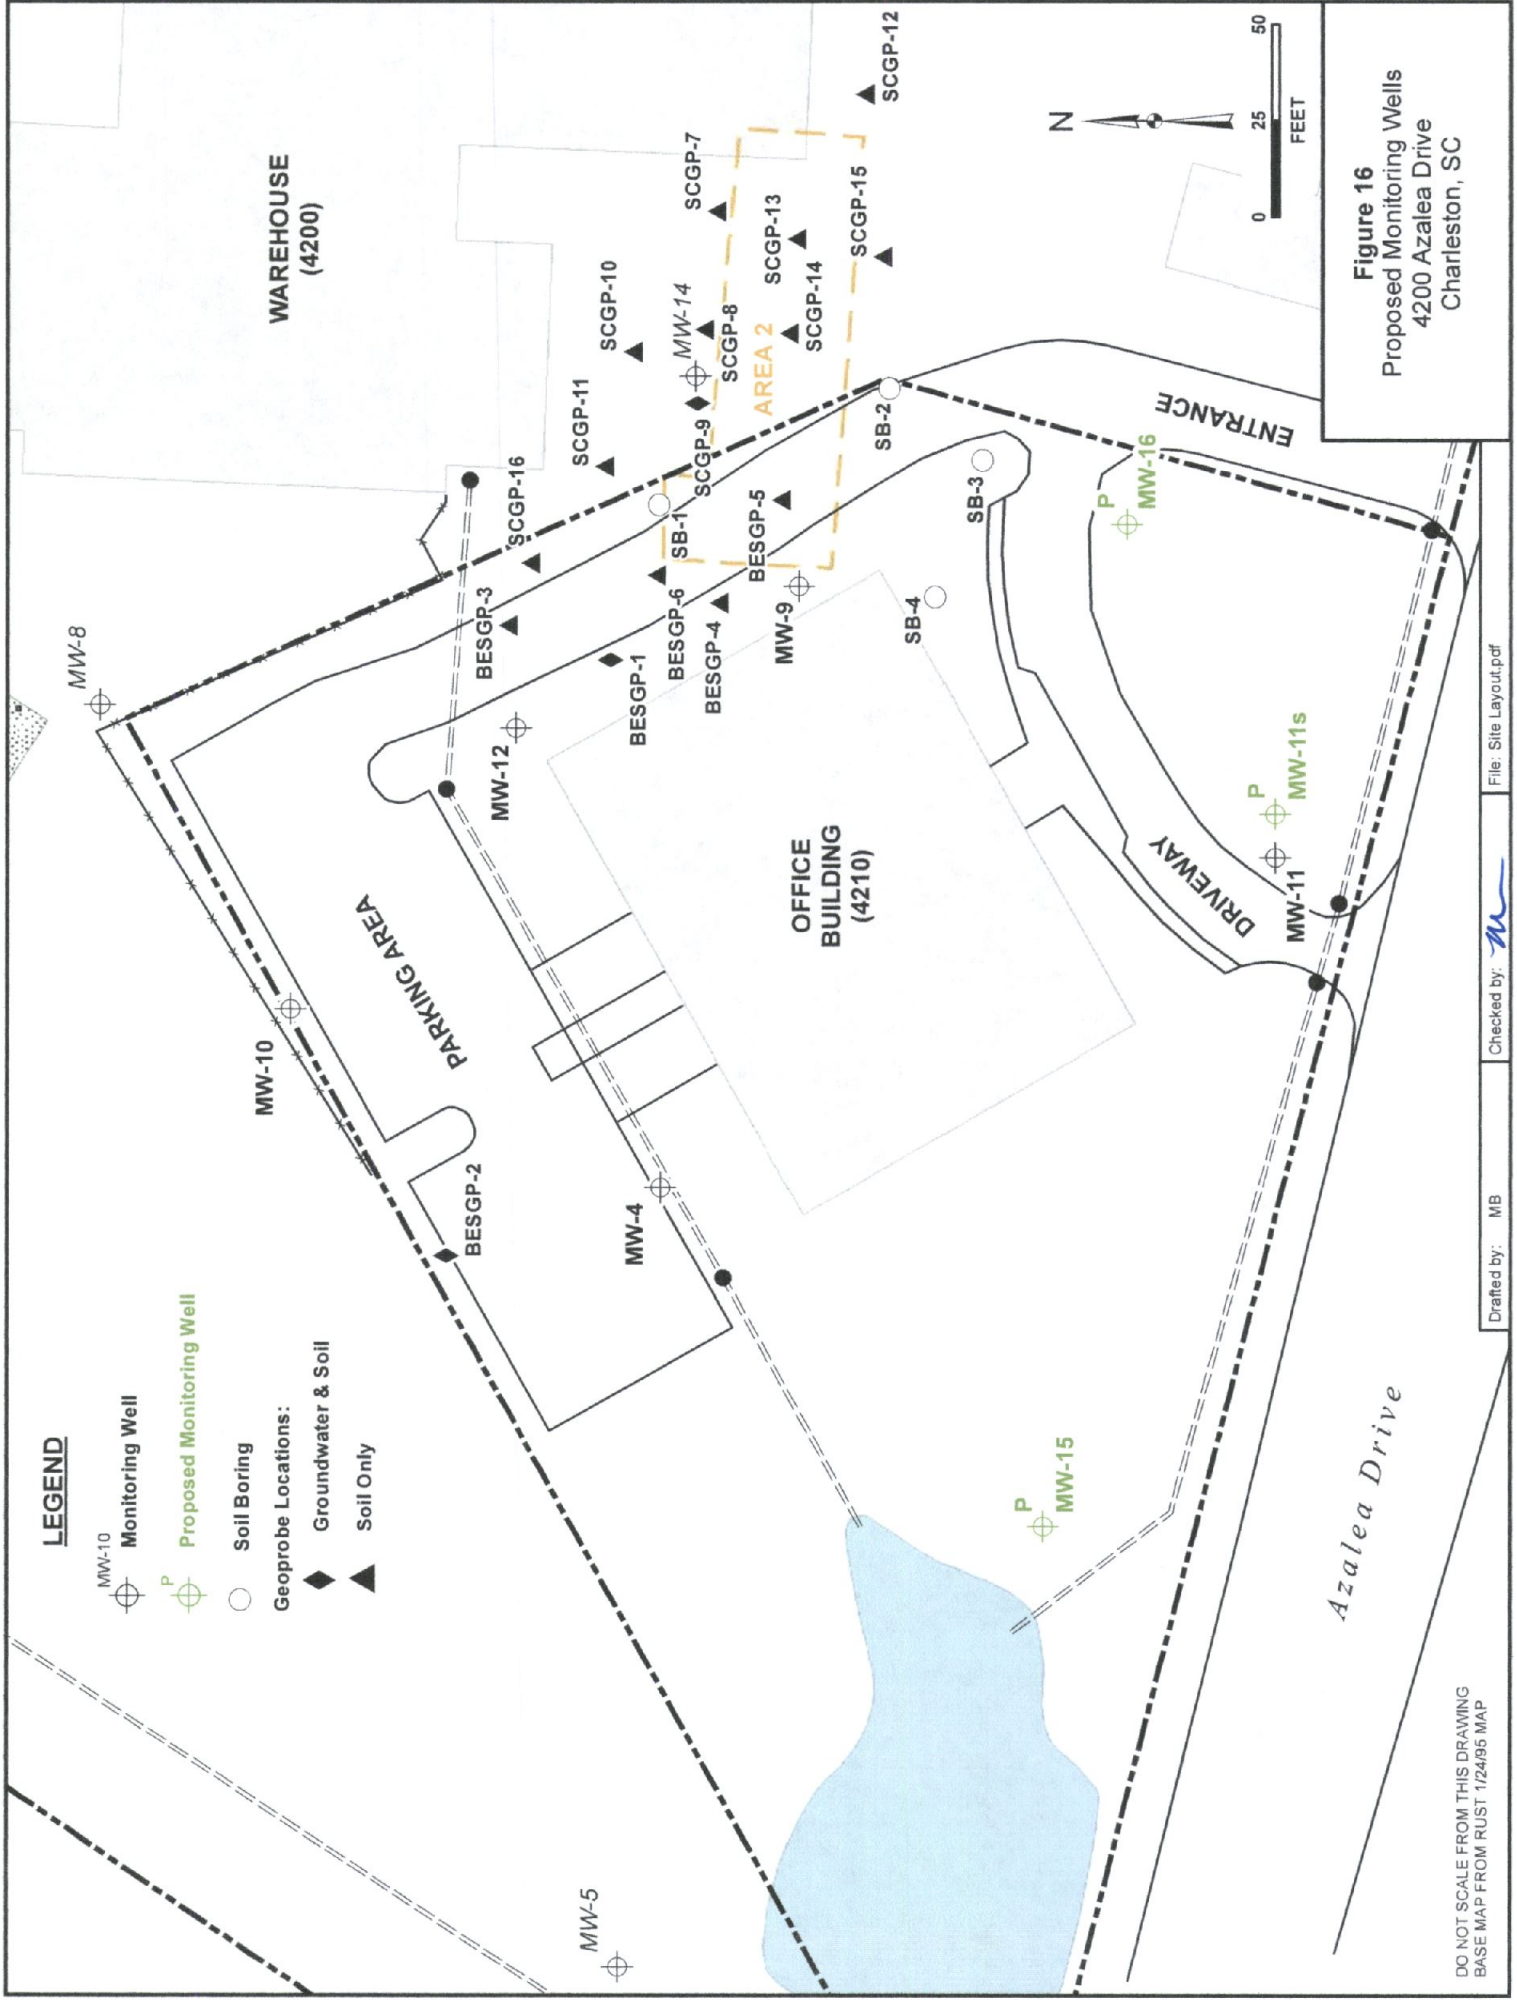 LEGEND
MW-10
Monitoring Well
P
Proposed Monitoring Well
Soil Boring
Geoprobe Locations:
Groundwater & Soil
Soil Only
MW-5
MW-8
MW-10
BESGP-2
PARKING AREA
MW-4
MW-12
WAREHOUSE
(4200)
BESGP-3
SCGP-16
SCGP-11
SCGP-10
BESGP-1
BESGP-6
SB-1
SCGP-9
MW-14
SCGP-8
SCGP-7
BESGP-4
BESGP-5
AREA 2
SCGP-14
SCGP-13
SCGP-15
SCGP-12
MW-9
SB-4
SB-2
SB-3
OFFICE
BUILDING
(4210)
DRIVEWAY
ENTRANCE
P
MW-16
P
MW-11s
MW-11
P
MW-15
Azalea Drive
N
0
25
50
FEET
Figure 16
Proposed Monitoring Wells
4200 Azalea Drive
Charleston, SC
DO NOT SCALE FROM THIS DRAWING
BASE MAP FROM RUST 1/24/95 MAP
Drafted by: MB
Checked by:
File: Site Layout.pdf